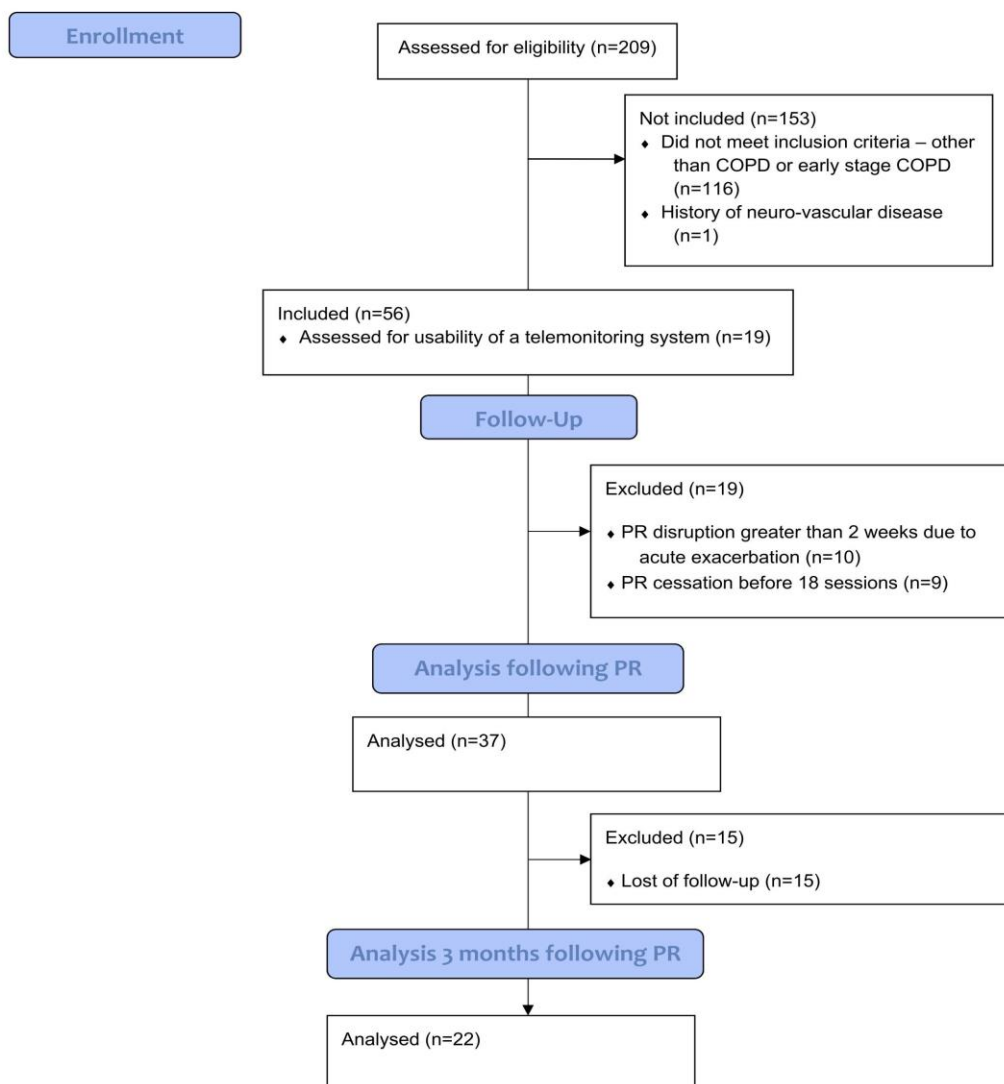 Enrollment
Assessed for eligibility (n=209)
Not included (n=153)
♦ Did not meet inclusion criteria – other
than COPD or early stage COPD
(n=116)
♦ History of neuro-vascular disease
(n=1)
Included (n=56)
♦ Assessed for usability of a telemonitoring system (n=19)
Follow-Up
Excluded (n=19)
♦ PR disruption greater than 2 weeks due to
acute exacerbation (n=10)
♦ PR cessation before 18 sessions (n=9)
Analysis following PR
Analysed (n=37)
Excluded (n=15)
♦ Lost of follow-up (n=15)
Analysis 3 months following PR
Analysed (n=22)